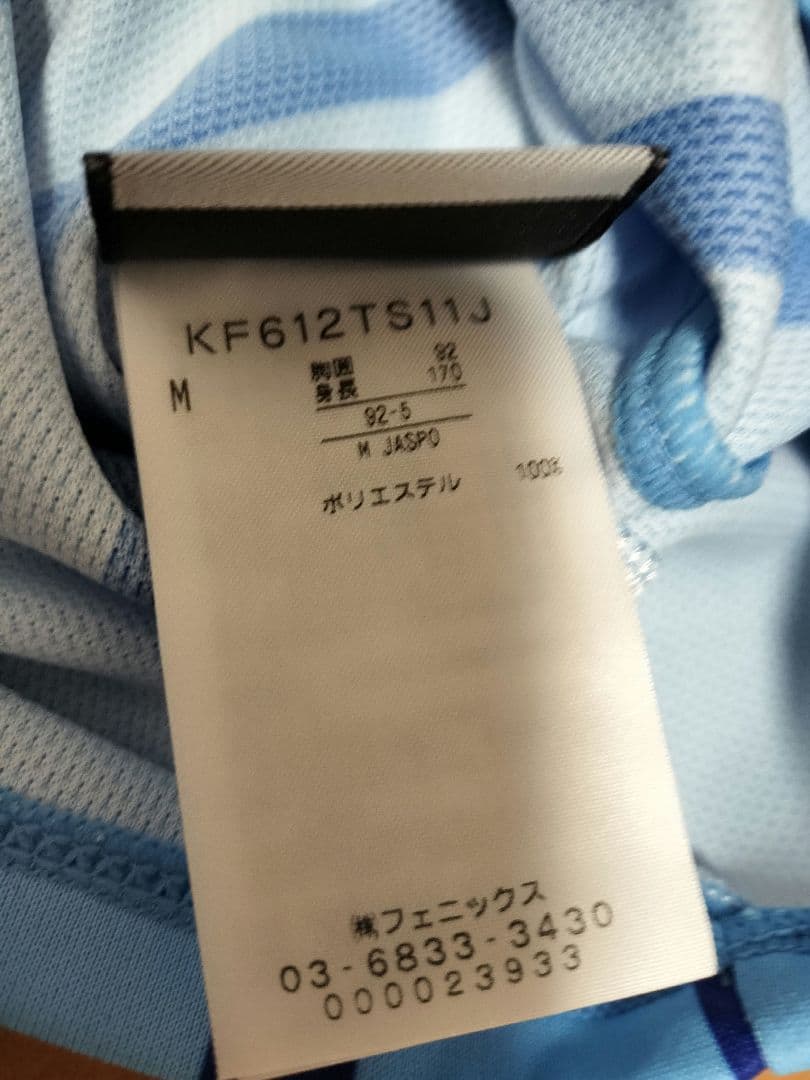 KF612TS11J
M
胸囲 92
身長 170
92-5
M JASPO
ポリエステル 100%
㈱フェニックス
03-6833-3430
000023933